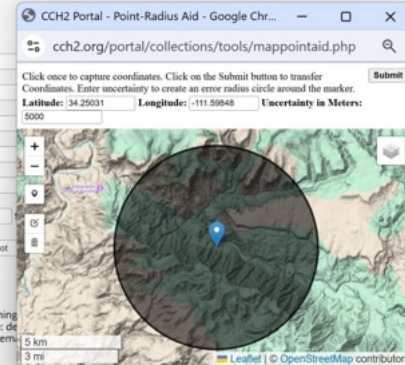 CCH2 Portal - Point-Radius Aid - Google Chr...
cch2.org/portal/collections/tools/mappointaid.php
Click once to capture coordinates. Click on the Submit button to transfer
Submit
Coordinates. Enter uncertainty to create an error radius circle around the marker.
Latitude: 34.25031 Longitude: -111.59848 Uncertainty in Meters:
5000
+
−
5 km
3 mi
Leaflet | © OpenStreetMap contributor